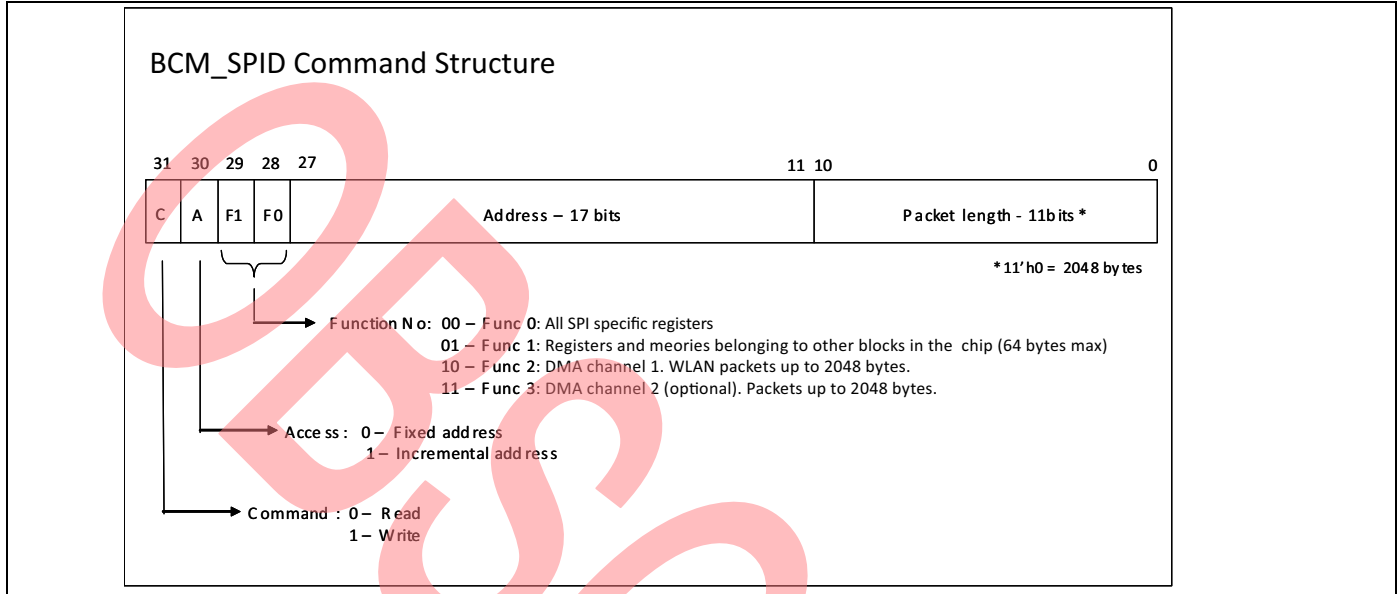 BCM_SPID Command Structure
31 30 29 28 27 11 10 0
C A F1 F0 Address – 17 bits Packet length - 11bits *
*11'h0 = 2048 bytes
Function No: 00 – Func 0: All SPI specific registers
01 – Func 1: Registers and meories belonging to other blocks in the chip (64 bytes max)
10 – Func 2: DMA channel 1. WLAN packets up to 2048 bytes.
11 – Func 3: DMA channel 2 (optional). Packets up to 2048 bytes.
Access : 0 – Fixed address
1 – Incremental address
Command : 0 – Read
1 – Write
OBSO